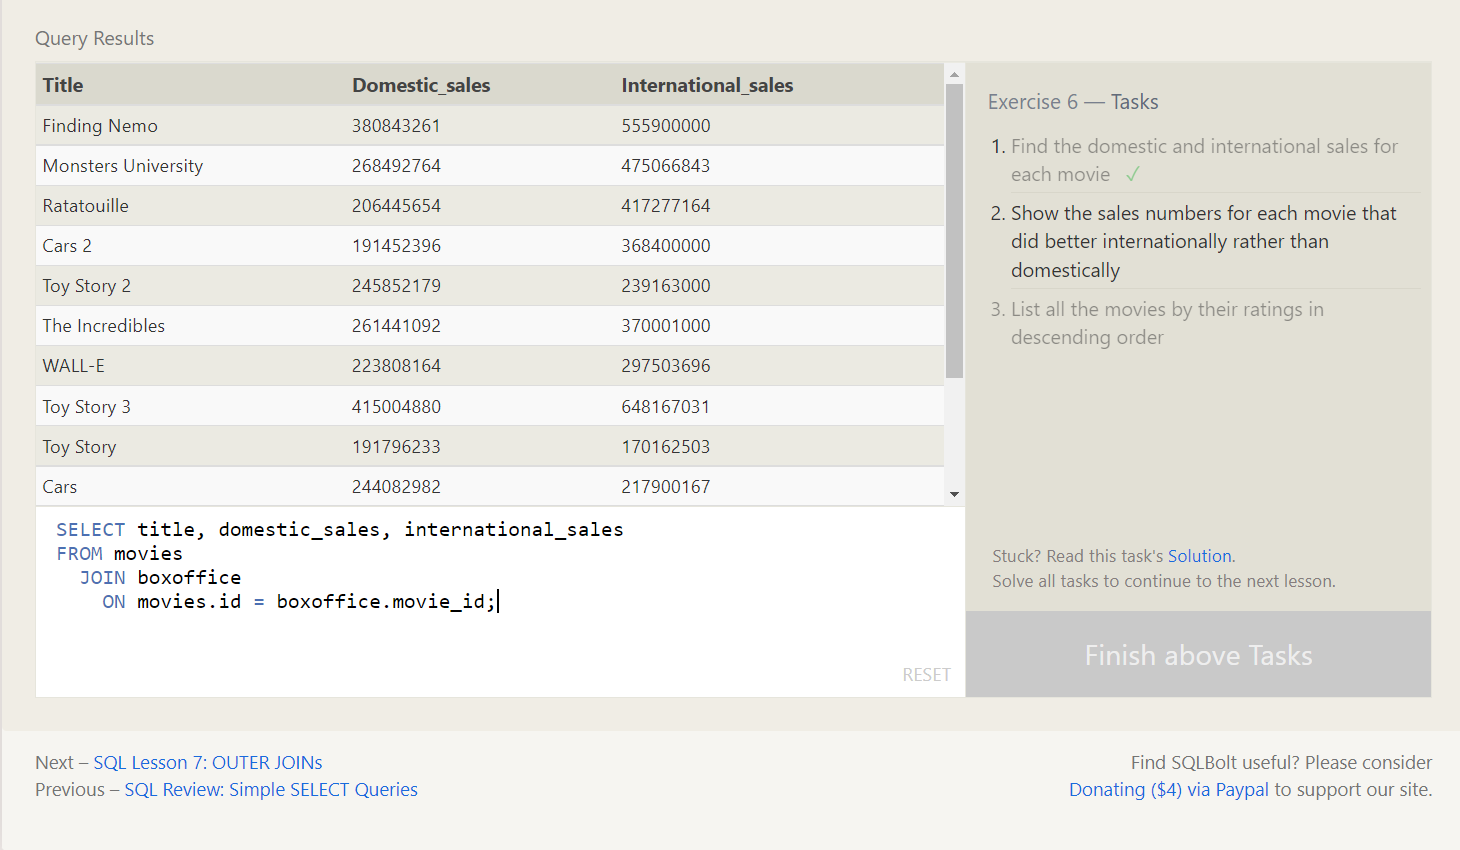 Query Results
Title Domestic_sales International_sales
Finding Nemo 380843261 555900000
Monsters University 268492764 475066843
Ratatouille 206445654 417277164
Cars 2 191452396 368400000
Toy Story 2 245852179 239163000
The Incredibles 261441092 370001000
WALL-E 223808164 297503696
Toy Story 3 415004880 648167031
Toy Story 191796233 170162503
Cars 244082982 217900167
SELECT title, domestic_sales, international_sales
FROM movies
JOIN boxoffice
ON movies.id = boxoffice.movie_id;
RESET
Exercise 6 — Tasks
1. Find the domestic and international sales for
each movie ✓
2. Show the sales numbers for each movie that
did better internationally rather than
domestically
3. List all the movies by their ratings in
descending order
Stuck? Read this task's Solution.
Solve all tasks to continue to the next lesson.
Finish above Tasks
Next – SQL Lesson 7: OUTER JOINs
Previous – SQL Review: Simple SELECT Queries
Find SQLBolt useful? Please consider
Donating ($4) via Paypal to support our site.